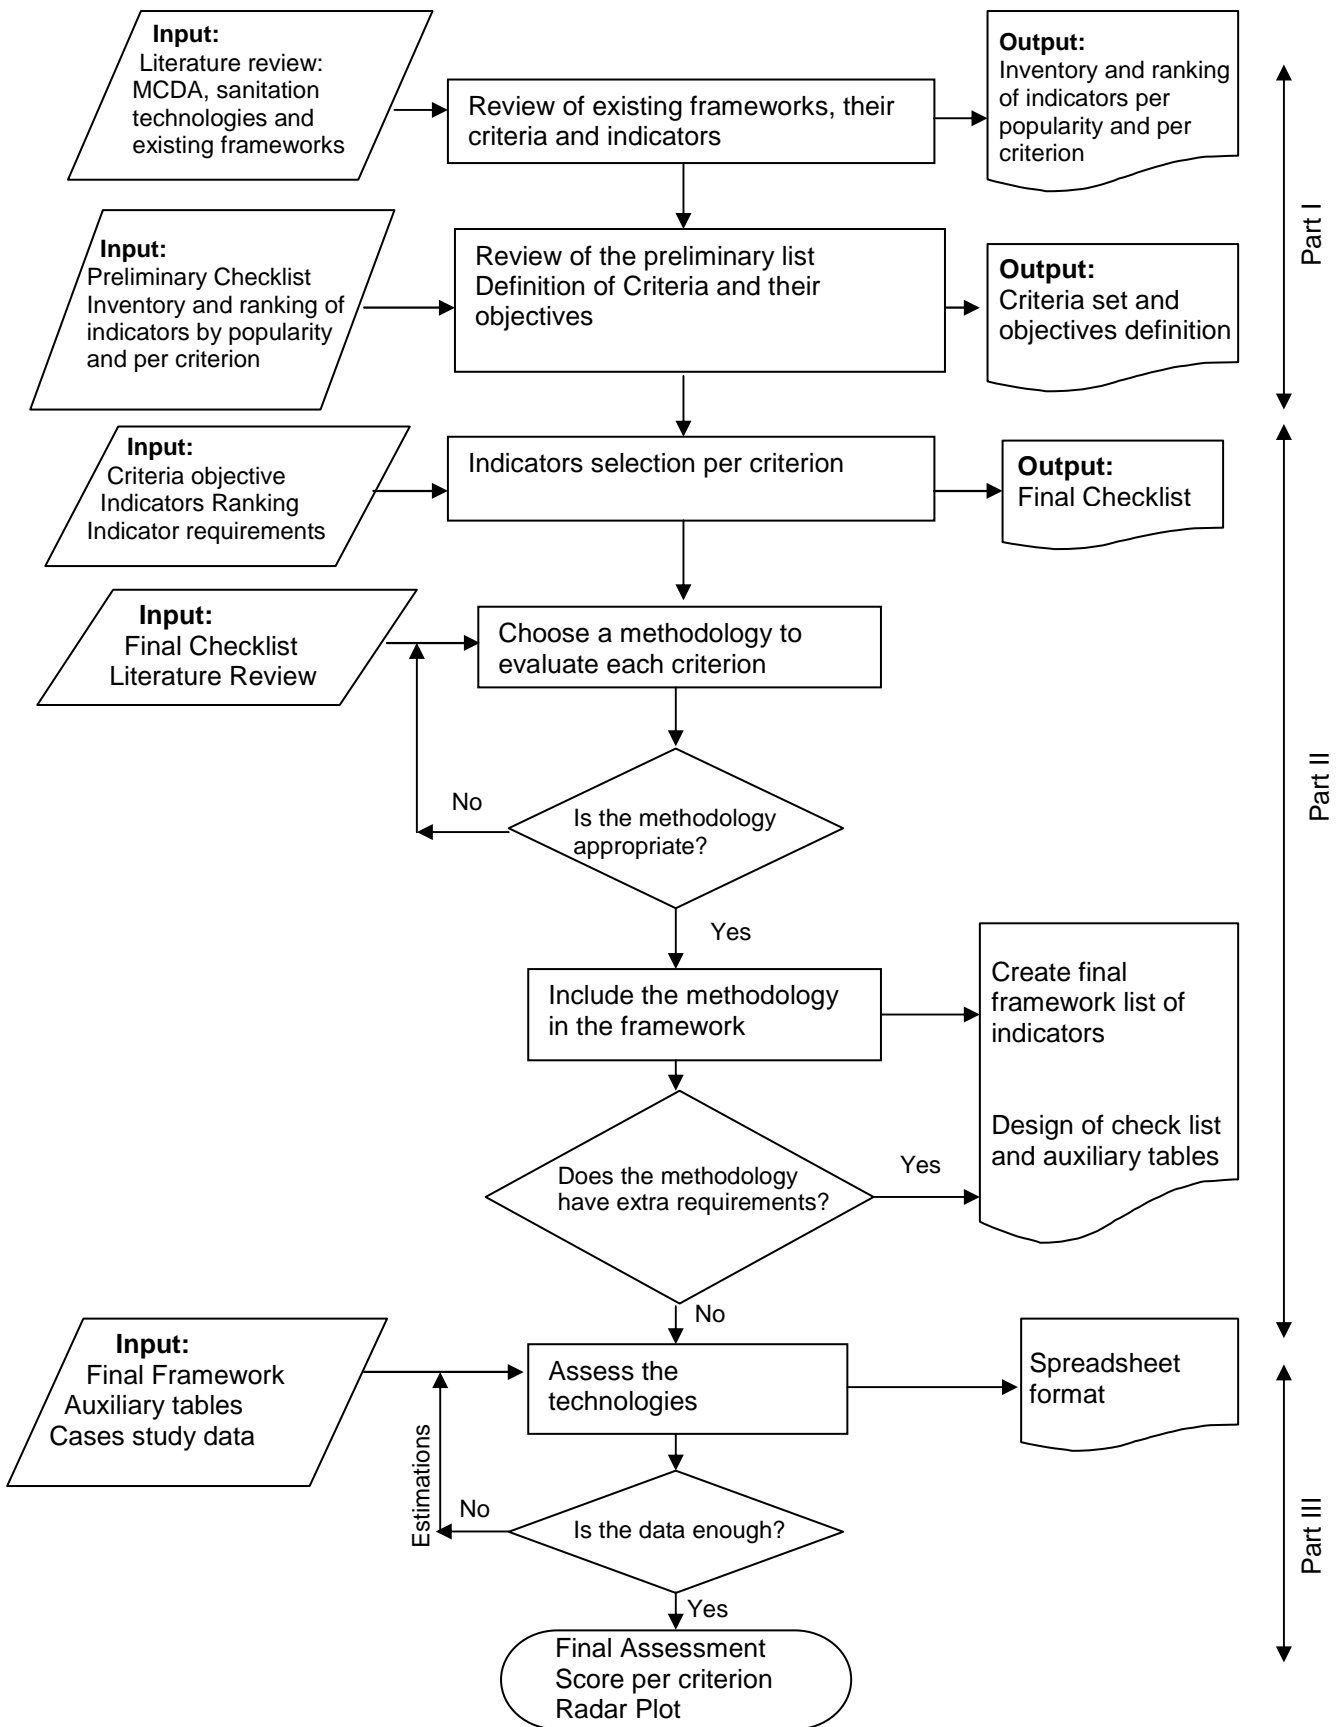 Input:
Literature review:
MCDA, sanitation
technologies and
existing frameworks
Review of existing frameworks, their
criteria and indicators
Output:
Inventory and ranking
of indicators per
popularity and per
criterion
Part I
Input:
Preliminary Checklist
Inventory and ranking of
indicators by popularity
and per criterion
Review of the preliminary list
Definition of Criteria and their
objectives
Output:
Criteria set and
objectives definition
Input:
Criteria objective
Indicators Ranking
Indicator requirements
Indicators selection per criterion
Output:
Final Checklist
Input:
Final Checklist
Literature Review
Choose a methodology to
evaluate each criterion
Part II
No
Is the methodology
appropriate?
Yes
Include the methodology
in the framework
Create final
framework list of
indicators
Design of check list
and auxiliary tables
Does the methodology
have extra requirements?
Yes
No
Input:
Final Framework
Auxiliary tables
Cases study data
Assess the
technologies
Spreadsheet
format
Estimations
No
Is the data enough?
Part III
Yes
Final Assessment
Score per criterion
Radar Plot